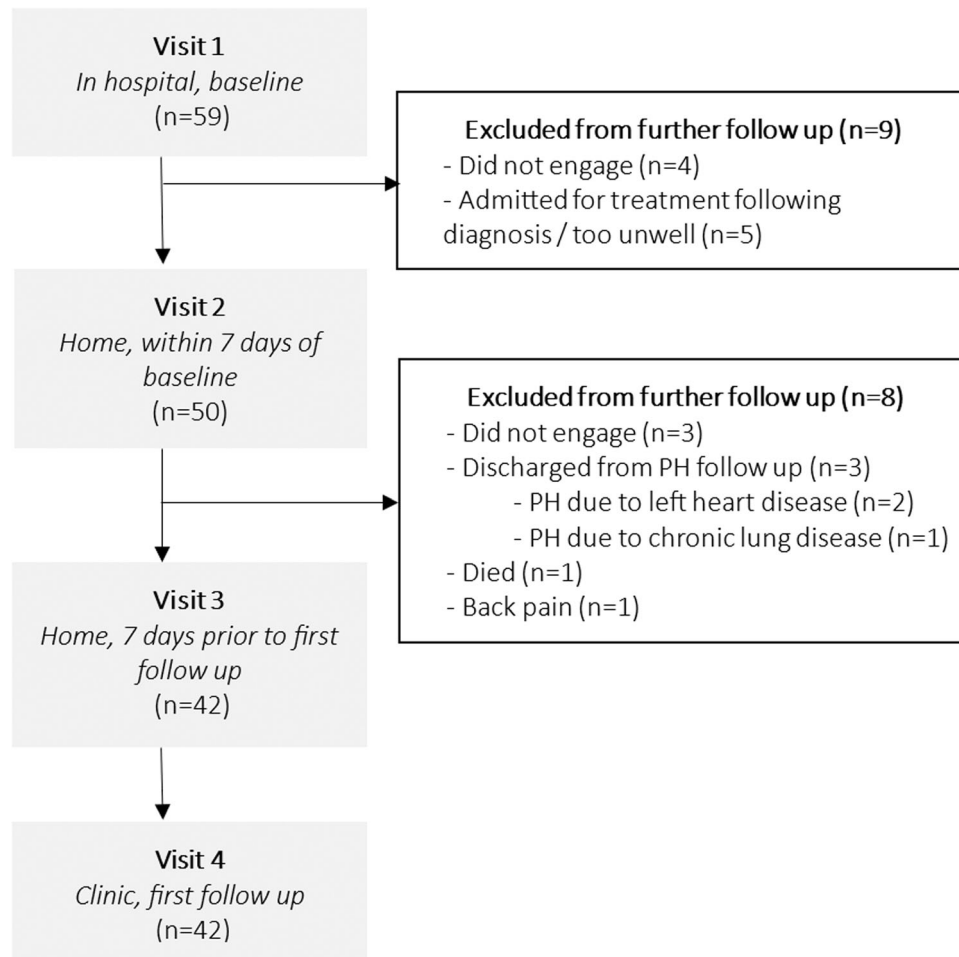 Visit 1
In hospital, baseline
(n=59)
Excluded from further follow up (n=9)
- Did not engage (n=4)
- Admitted for treatment following
diagnosis / too unwell (n=5)
Visit 2
Home, within 7 days of
baseline
(n=50)
Excluded from further follow up (n=8)
- Did not engage (n=3)
- Discharged from PH follow up (n=3)
- PH due to left heart disease (n=2)
- PH due to chronic lung disease (n=1)
- Died (n=1)
- Back pain (n=1)
Visit 3
Home, 7 days prior to first
follow up
(n=42)
Visit 4
Clinic, first follow up
(n=42)